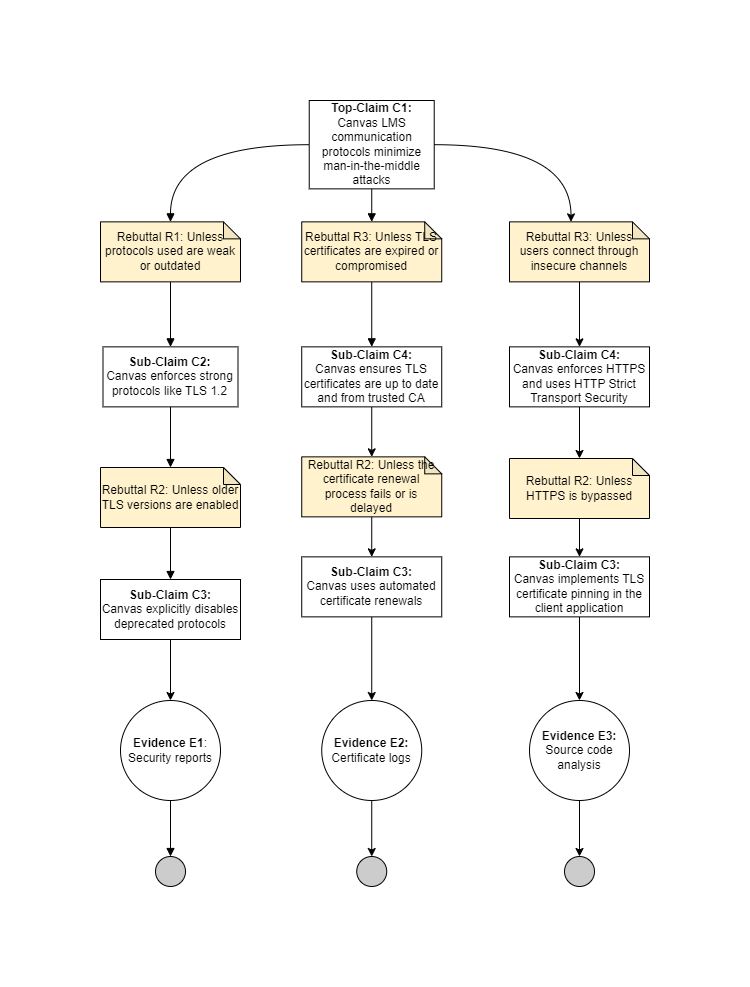 Top-Claim C1:
Canvas LMS
communication
protocols minimize
man-in-the-middle
attacks
Rebuttal R1: Unless
protocols used are weak
or outdated
Rebuttal R3: Unless TLS
certificates are expired or
compromised
Rebuttal R3: Unless
users connect through
insecure channels
Sub-Claim C2:
Canvas enforces strong
protocols like TLS 1.2
Sub-Claim C4:
Canvas ensures TLS
certificates are up to date
and from trusted CA
Sub-Claim C4:
Canvas enforces HTTPS
and uses HTTP Strict
Transport Security
Rebuttal R2: Unless older
TLS versions are enabled
Rebuttal R2: Unless the
certificate renewal
process fails or is
delayed
Rebuttal R2: Unless
HTTPS is bypassed
Sub-Claim C3:
Canvas explicitly disables
deprecated protocols
Sub-Claim C3:
Canvas uses automated
certificate renewals
Sub-Claim C3:
Canvas implements TLS
certificate pinning in the
client application
Evidence E1:
Security reports
Evidence E2:
Certificate logs
Evidence E3:
Source code
analysis